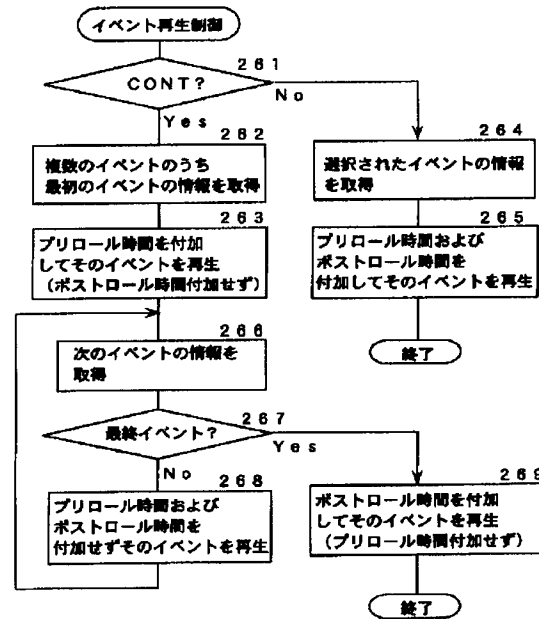 イベント再生制御
261
CONT?
No
Yes
262
複数のイベントのうち
最初のイベントの情報を取得
263
プリロール時間を付加
してそのイベントを再生
(ポストロール時間付加せず)
264
選択されたイベントの情報
を取得
265
プリロール時間および
ポストロール時間を
付加してそのイベントを再生
終了
266
次のイベントの情報を
取得
267
最終イベント?
Yes
No
268
プリロール時間および
ポストロール時間を
付加せずそのイベントを再生
269
ポストロール時間を付加
してそのイベントを再生
(プリロール時間付加せず)
終了